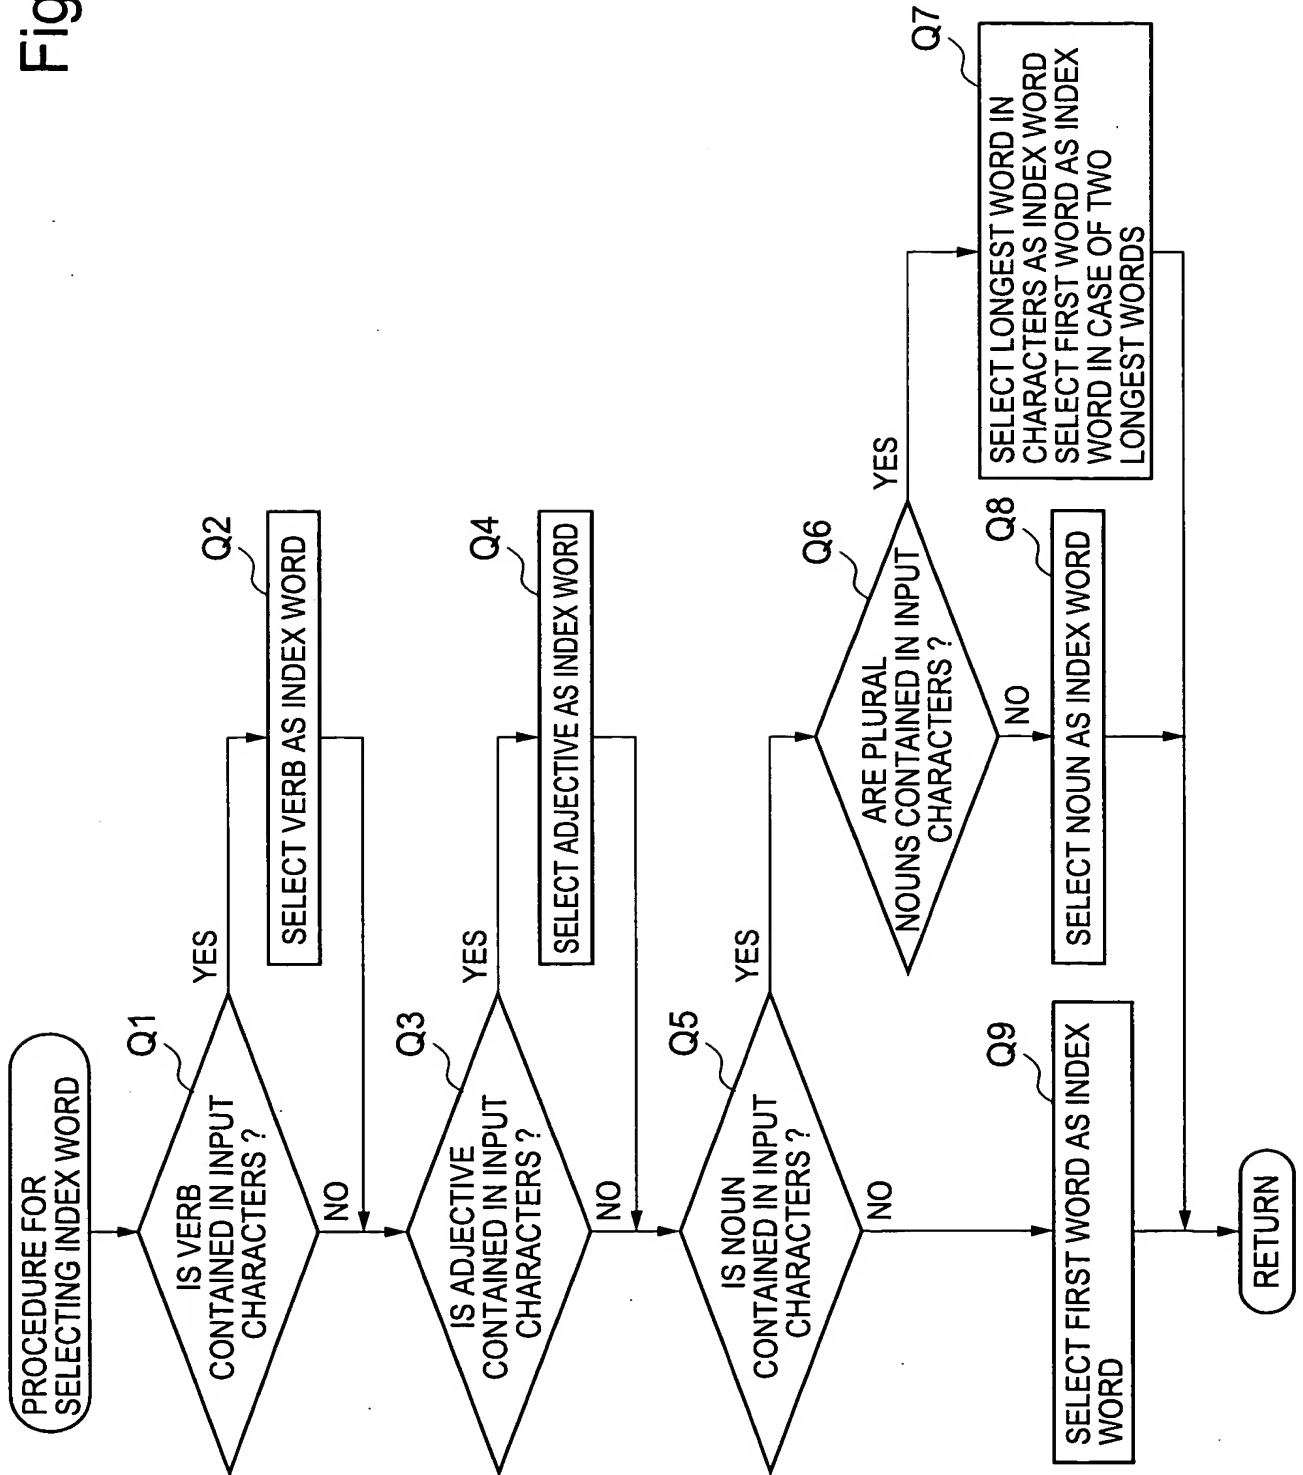 Fig
PROCEDURE FOR
SELECTING INDEX WORD
Q1
IS VERB
CONTAINED IN INPUT
CHARACTERS ?
YES
NO
Q2
SELECT VERB AS INDEX WORD
Q3
IS ADJECTIVE
CONTAINED IN INPUT
CHARACTERS ?
YES
NO
Q4
SELECT ADJECTIVE AS INDEX WORD
Q5
IS NOUN
CONTAINED IN INPUT
CHARACTERS ?
YES
NO
Q6
ARE PLURAL
NOUNS CONTAINED IN INPUT
CHARACTERS ?
YES
NO
Q7
SELECT LONGEST WORD IN
CHARACTERS AS INDEX WORD
SELECT FIRST WORD AS INDEX
WORD IN CASE OF TWO
LONGEST WORDS
Q8
SELECT NOUN AS INDEX WORD
Q9
SELECT FIRST WORD AS INDEX
WORD
RETURN